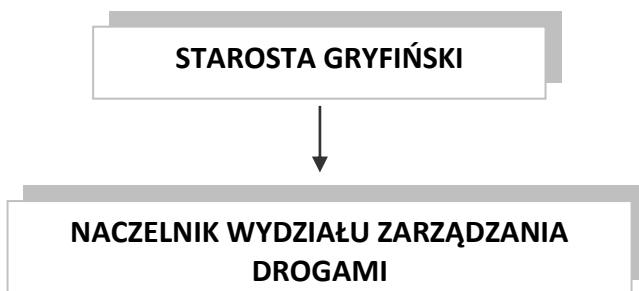 STAROSTA GRYFIŃSKI
NACZELNIK WYDZIAŁU ZARZĄDZANIA
DROGAMI